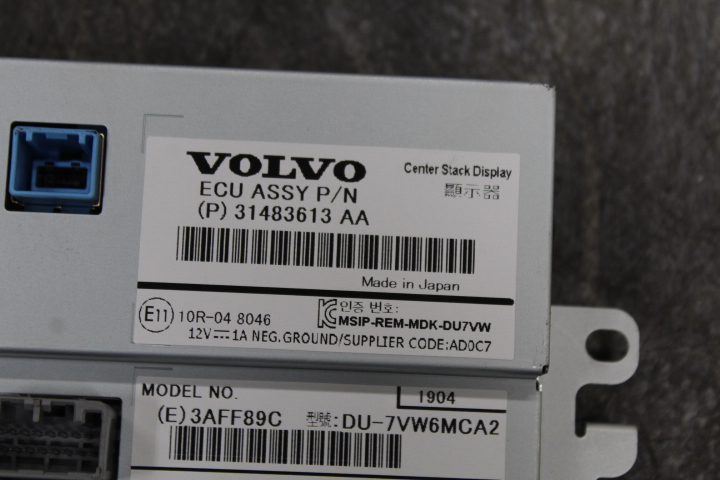 VOLVO
Center Stack Display
ECU ASSY P/N
顯示器
(P) 31483613 AA
Made in Japan
E11 10R-04 8046
인증 번호:
MSIP-REM-MDK-DU7VW
12V⎓1A NEG.GROUND/SUPPLIER CODE:AD0C7
MODEL NO.
1904
(E) 3AFF89C 型號:DU-7VW6MCA2